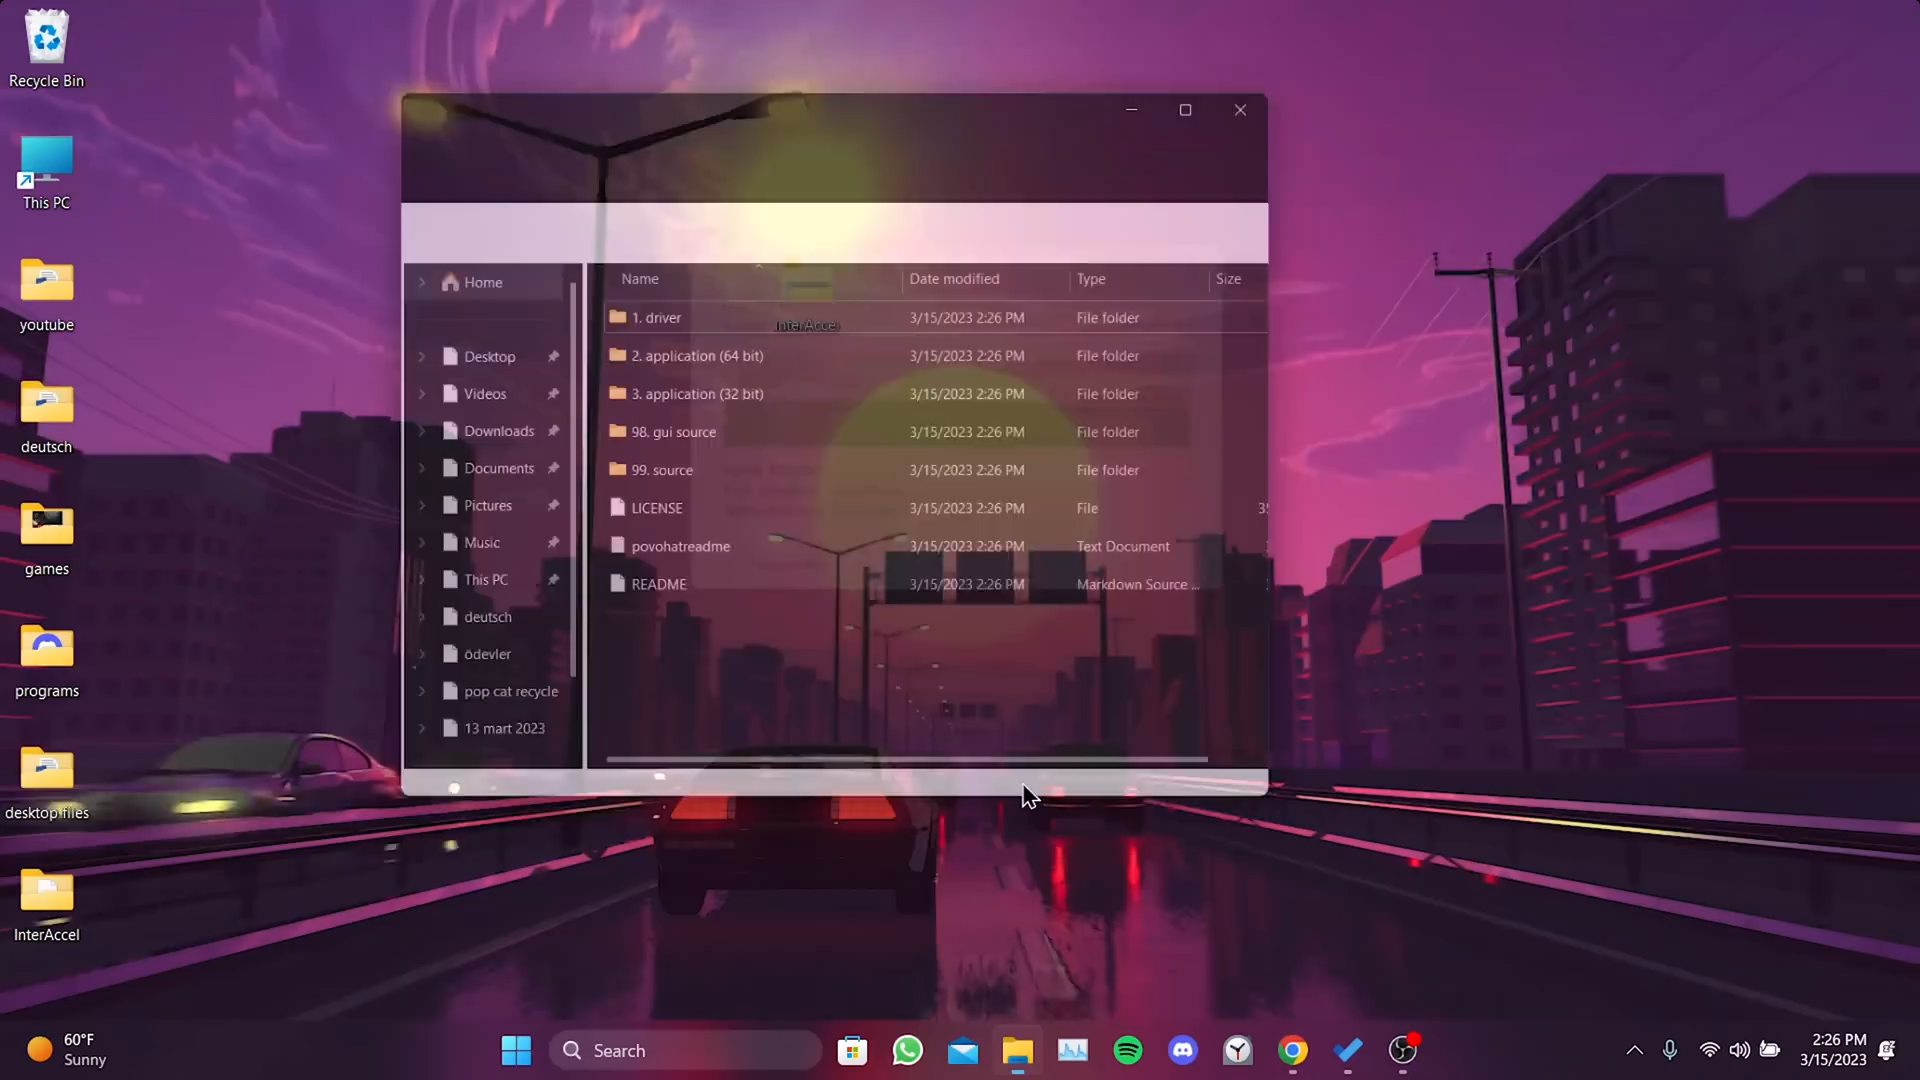 Recycle Bin
This PC
youtube
deutsch
games
programs
desktop files
InterAccel
Home
Desktop
Videos
Downloads
Documents
Pictures
Music
This PC
deutsch
ödevler
pop cat recycle
13 mart 2023
Name Date modified Type Size
1. driver 3/15/2023 2:26 PM File folder
InterAccel
2. application (64 bit) 3/15/2023 2:26 PM File folder
3. application (32 bit) 3/15/2023 2:26 PM File folder
98. gui source 3/15/2023 2:26 PM File folder
99. source 3/15/2023 2:26 PM File folder
LICENSE 3/15/2023 2:26 PM File
povohatreadme 3/15/2023 2:26 PM Text Document
README 3/15/2023 2:26 PM Markdown Source ...
60°F
Sunny
Search
2:26 PM
3/15/2023